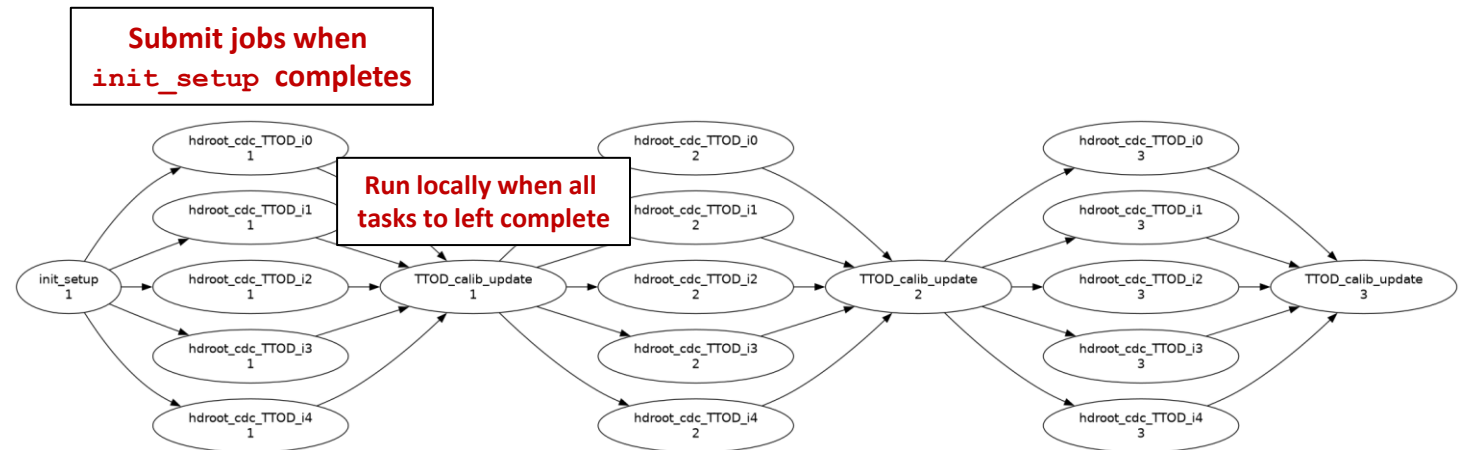 Submit jobs when
init_setup completes
hdroot_cdc_TTOD_i0
1
hdroot_cdc_TTOD_i0
2
hdroot_cdc_TTOD_i0
3
Run locally when all
tasks to left complete
hdroot_cdc_TTOD_i1
1
hdroot_cdc_TTOD_i1
2
hdroot_cdc_TTOD_i1
3
init_setup
1
hdroot_cdc_TTOD_i2
1
TTOD_calib_update
1
hdroot_cdc_TTOD_i2
2
TTOD_calib_update
2
hdroot_cdc_TTOD_i2
3
TTOD_calib_update
3
hdroot_cdc_TTOD_i3
1
hdroot_cdc_TTOD_i3
2
hdroot_cdc_TTOD_i3
3
hdroot_cdc_TTOD_i4
1
hdroot_cdc_TTOD_i4
2
hdroot_cdc_TTOD_i4
3